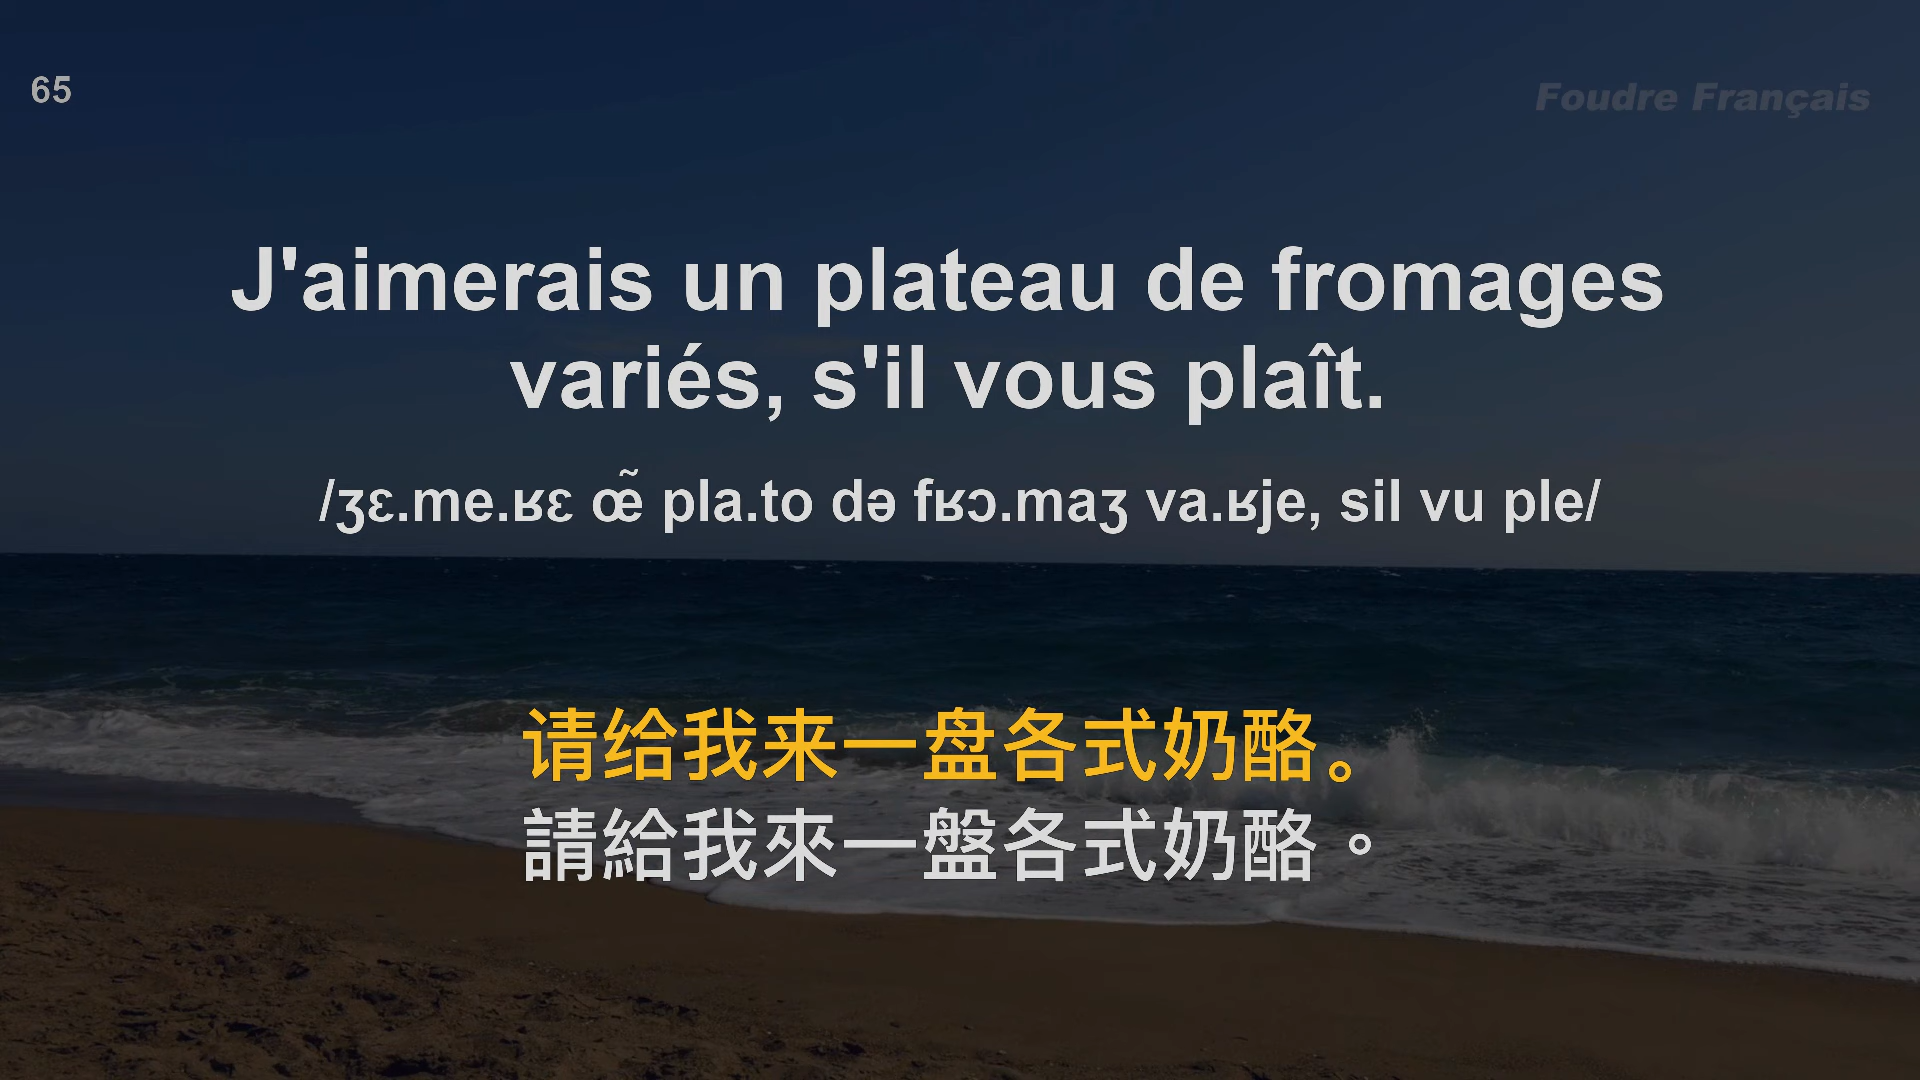 65
Foudre Français
J'aimerais un plateau de fromages
variés, s'il vous plaît.
/ʒɛ.me.ʁɛ œ̃ pla.to də fʁɔ.maʒ va.ʁje, sil vu ple/
请给我来一盘各式奶酪。
請給我來一盤各式奶酪。